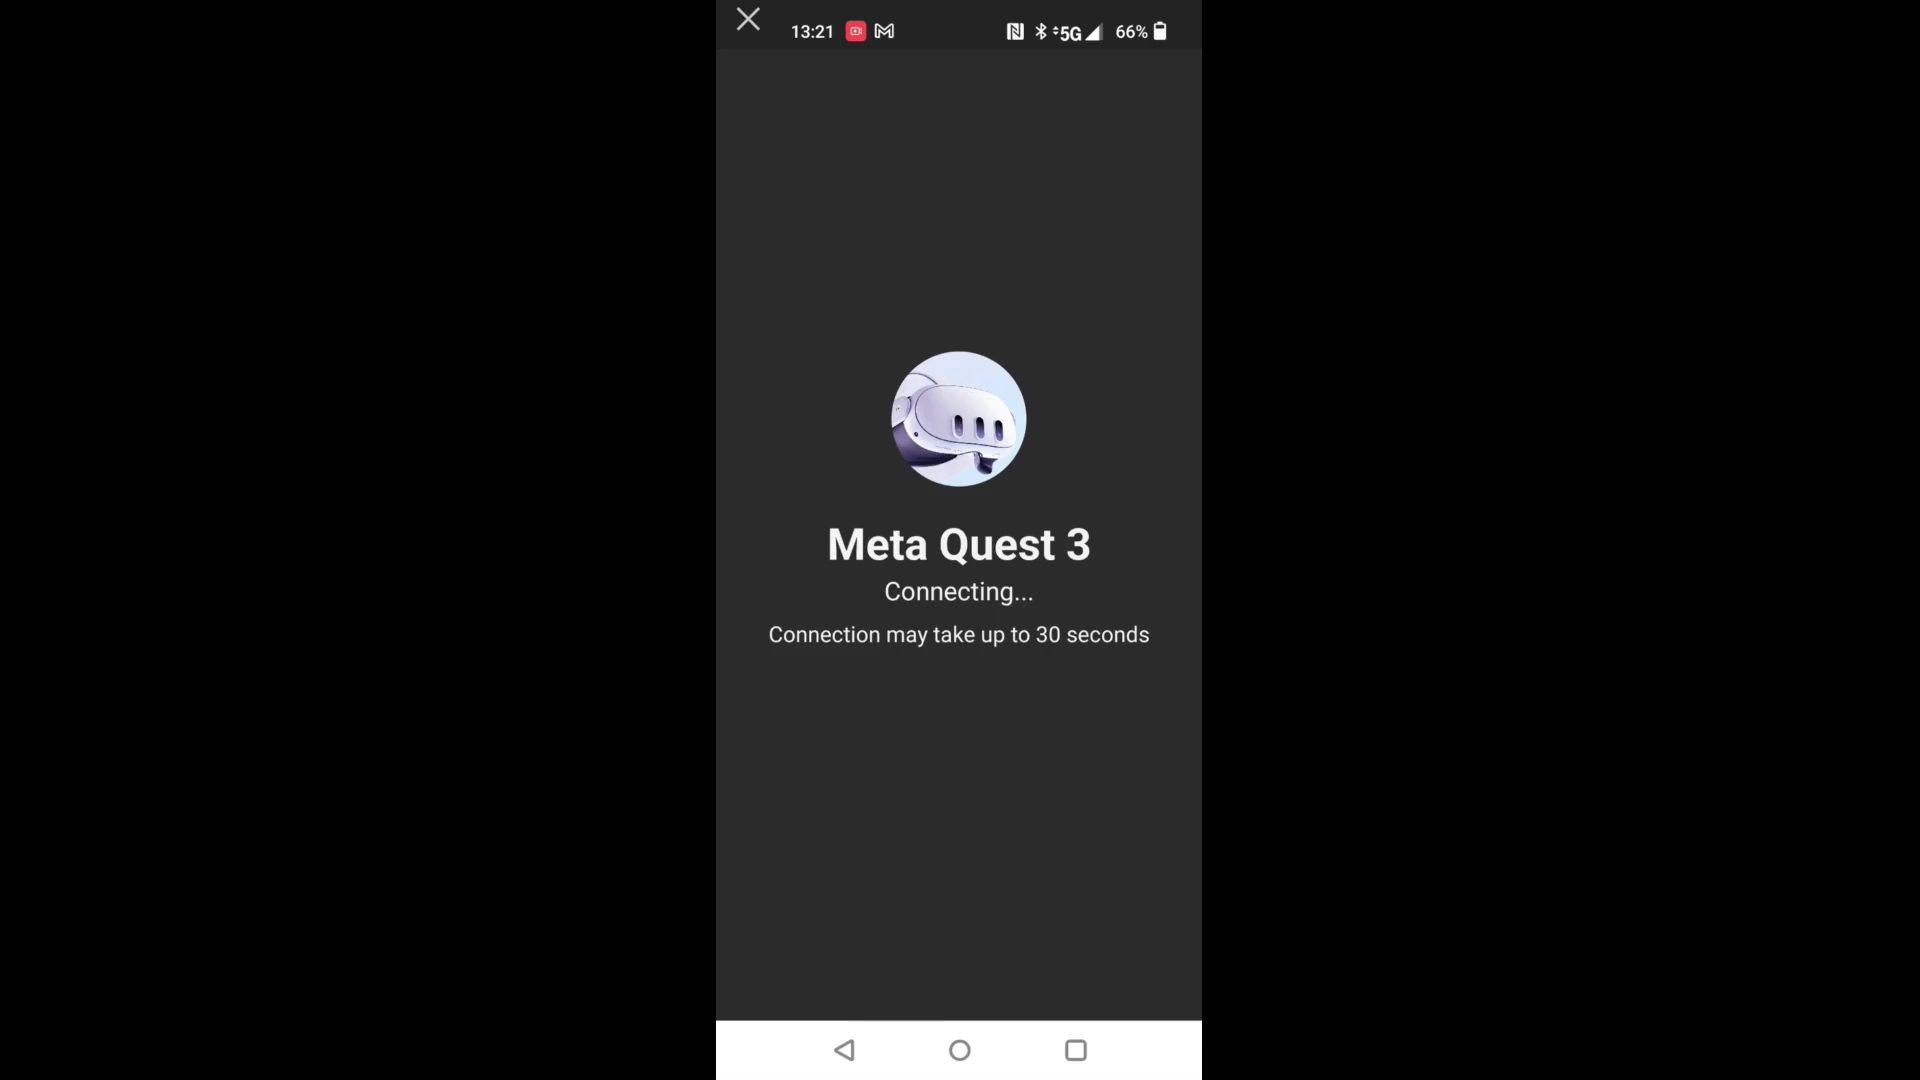 13:21 5G 66%
Meta Quest 3
Connecting...
Connection may take up to 30 seconds